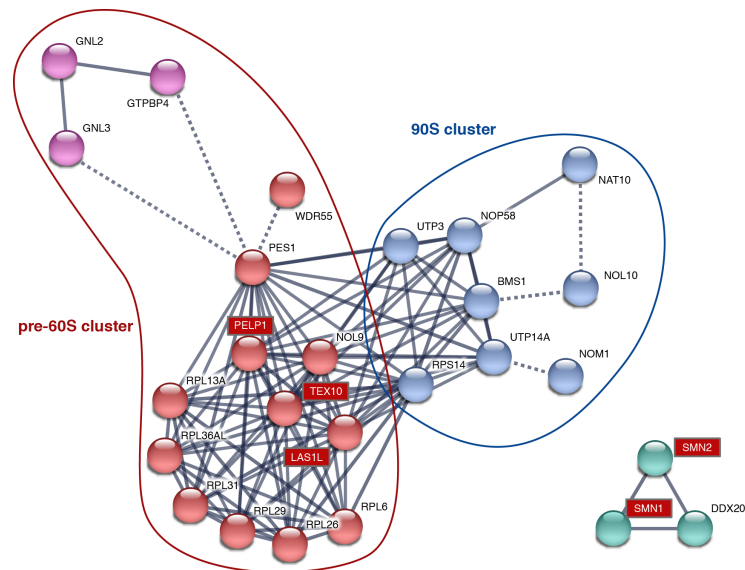 GNL2
GTPBP4
GNL3
90S cluster
NAT10
WDR55
NOP58
UTP3
PES1
NOL10
BMS1
pre-60S cluster
PELP1
NOL9
UTP14A
NOM1
RPS14
RPL13A
TEX10
RPL36AL
LAS1L
SMN2
RPL31
RPL6
RPL29
SMN1
DDX20
RPL26